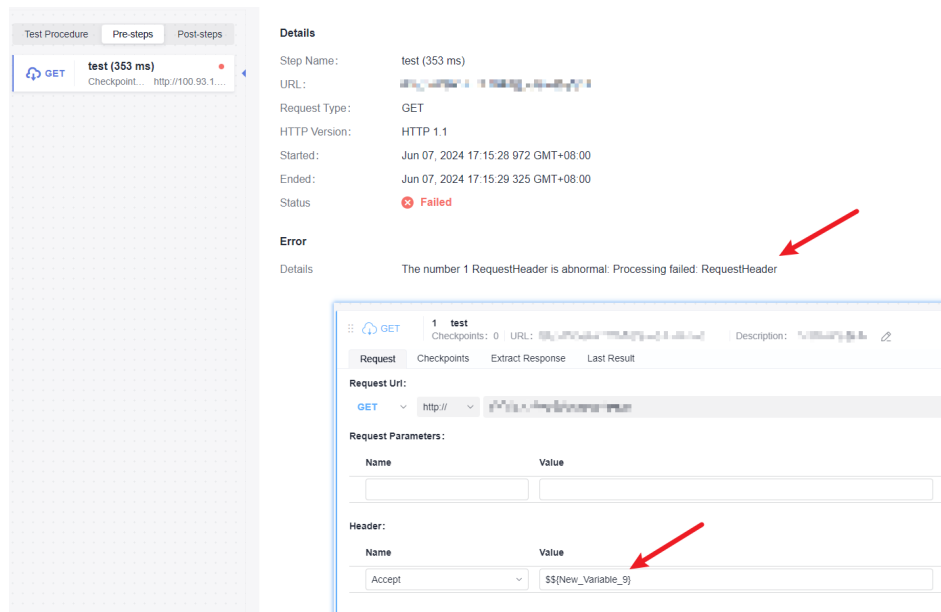 Test Procedure Pre-steps Post-steps
GET test (353 ms)
Checkpoint... http://100.93.1....
Details
Step Name: test (353 ms)
URL:
Request Type: GET
HTTP Version: HTTP 1.1
Started: Jun 07, 2024 17:15:28 972 GMT+08:00
Ended: Jun 07, 2024 17:15:29 325 GMT+08:00
Status Failed
Error
Details The number 1 RequestHeader is abnormal: Processing failed: RequestHeader
GET 1 test
Checkpoints: 0 URL: Description:
Request Checkpoints Extract Response Last Result
Request Url:
GET http://
Request Parameters:
Name Value
Header:
Name Value
Accept $${New_Variable_9}